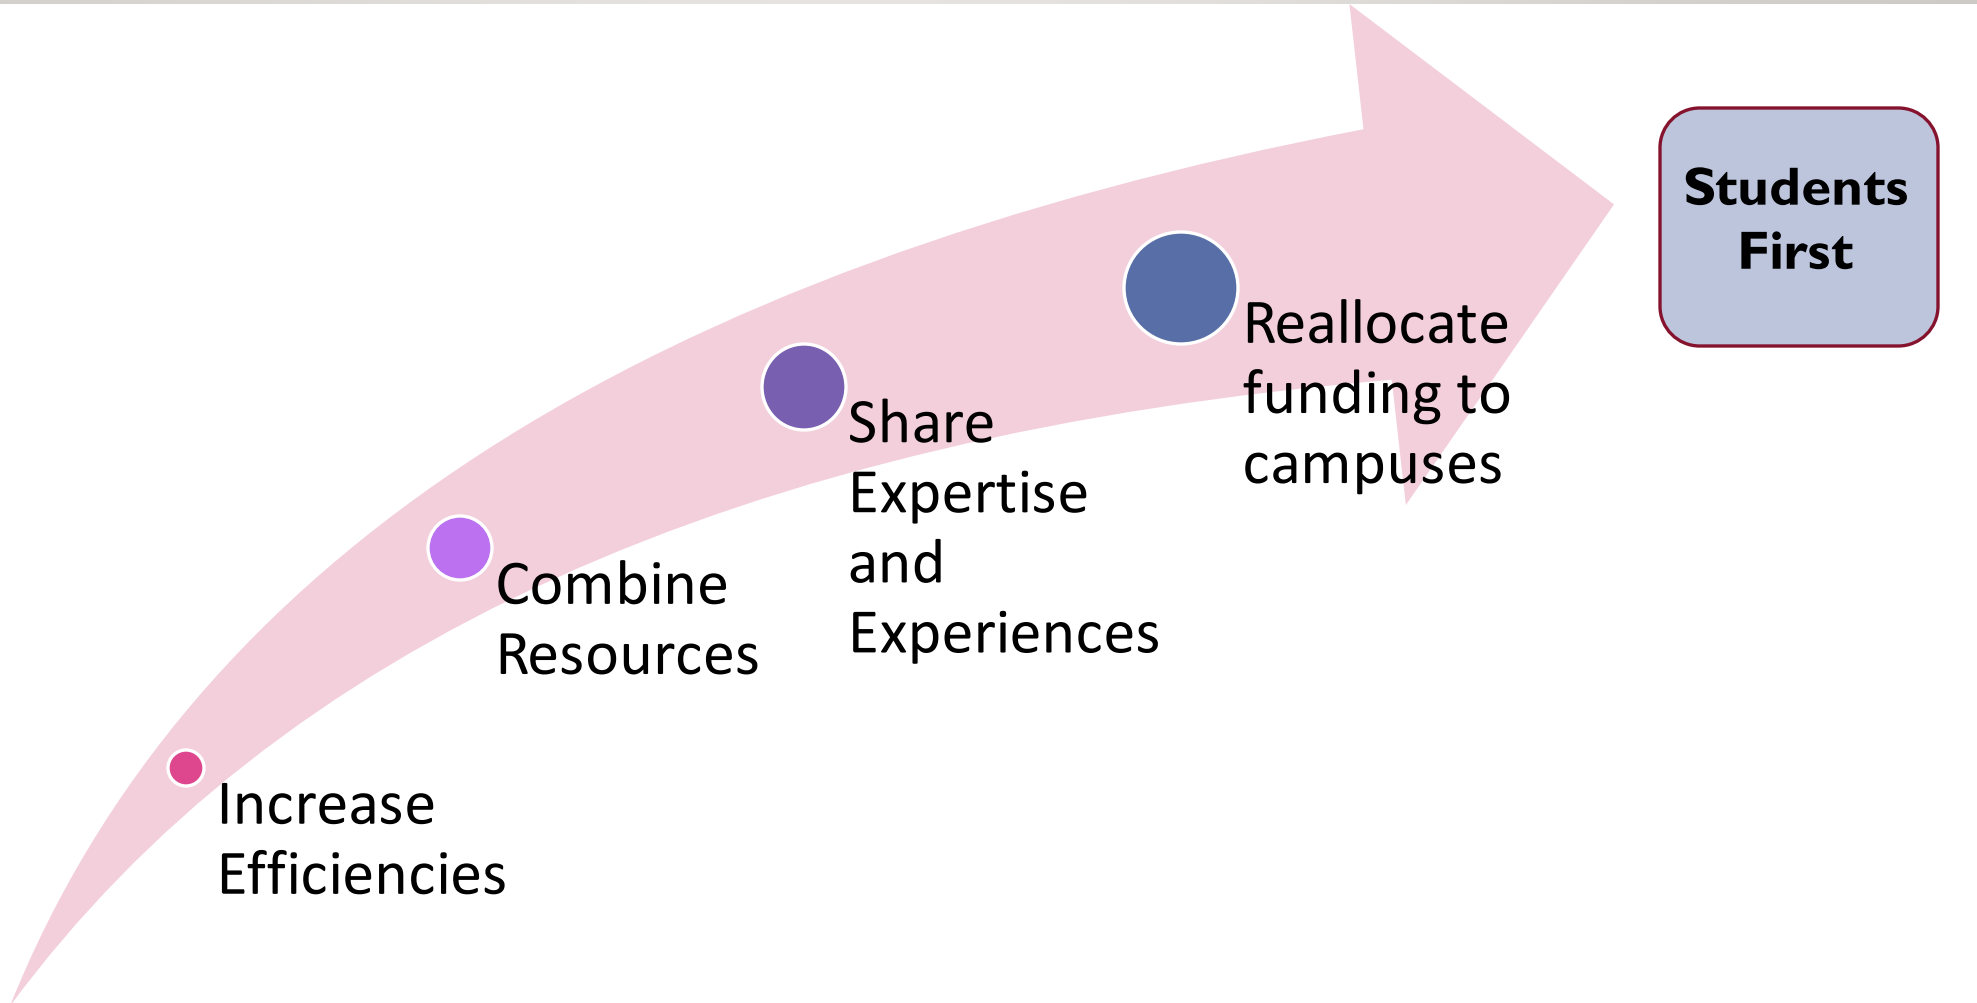 Increase
Efficiencies
Combine
Resources
Share
Expertise
and
Experiences
Reallocate
funding to
campuses
Students
First